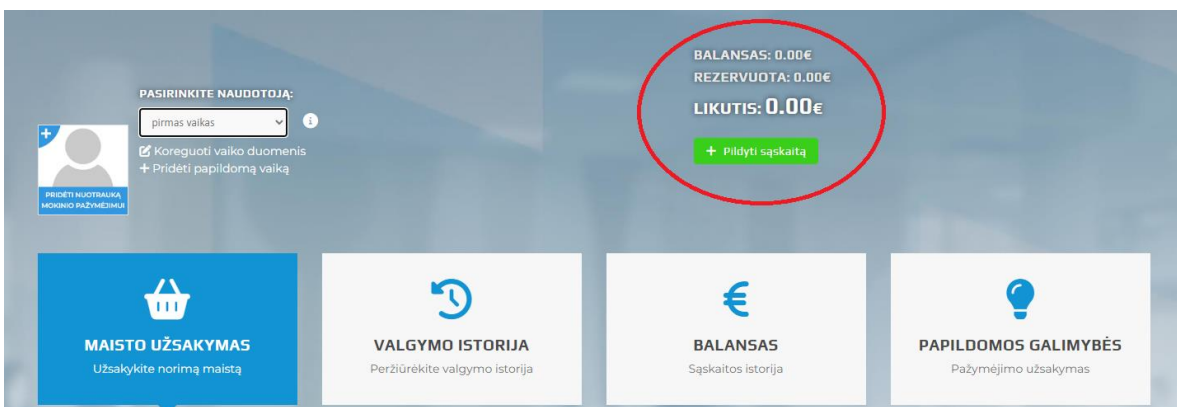 BALANSAS: 0.00€
REZERVUOTA: 0.00€
LIKUTIS: 0.00€
+ Pildyti sąskaitą
PASIRINKITE NAUDOTOJĄ:
pirmas vaikas
i
Koreguoti vaiko duomenis
+ Pridėti papildomą vaiką
+
PRIDĖTI NUOTRAUKĄ
MOKINIO PAŽYMĖJIMUI
MAISTO UŽSAKYMAS
Užsakykite norimą maistą
VALGYMO ISTORIJA
Peržiūrėkite valgymo istorija
€
BALANSAS
Sąskaitos istorija
PAPILDOMOS GALIMYBĖS
Pažymėjimo užsakymas